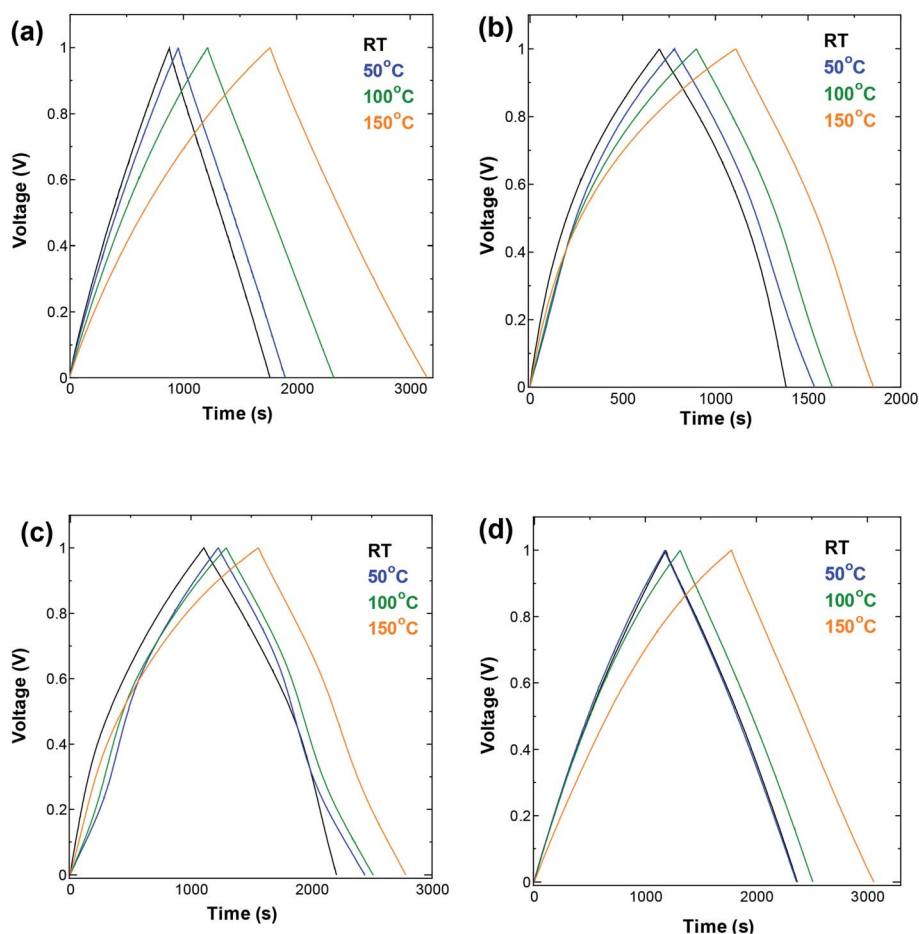 (a)
RT
50°C
100°C
150°C
Voltage (V)
1
0.8
0.6
0.4
0.2
0
0 1000 2000 3000
Time (s)
(b)
RT
50°C
100°C
150°C
Voltage (V)
1
0.8
0.6
0.4
0.2
0
0 500 1000 1500 2000
Time (s)
(c)
RT
50°C
100°C
150°C
Voltage (V)
1
0.8
0.6
0.4
0.2
0
0 1000 2000 3000
Time (s)
(d)
RT
50°C
100°C
150°C
Voltage (V)
1
0.8
0.6
0.4
0.2
0
0 1000 2000 3000
Time (s)